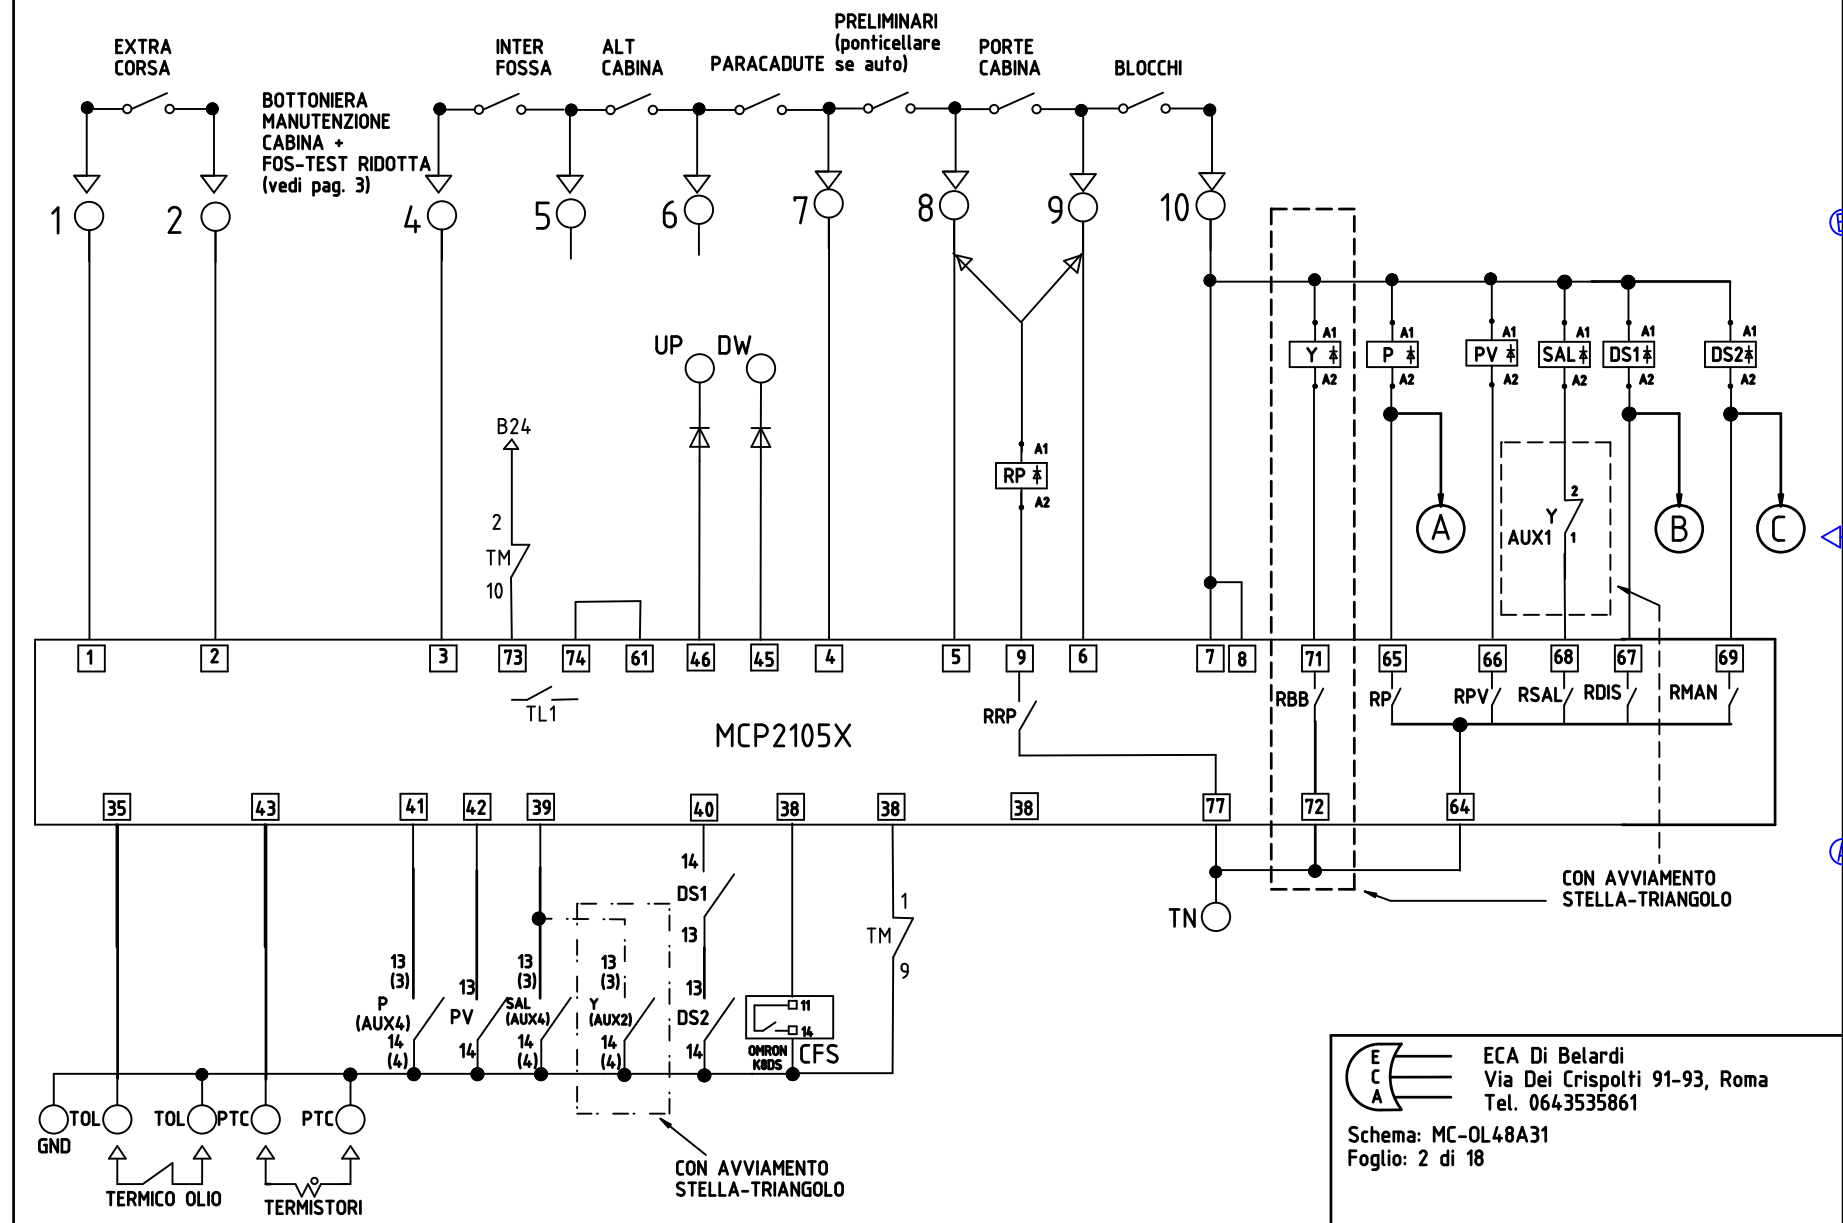 EXTRA
CORSA
BOTTONIERA
MANUTENZIONE
CABINA +
FOS-TEST RIDOTTA
(vedi pag. 3)
INTER
FOSSA
ALT
CABINA
PARACADUTE
PRELIMINARI
(ponticellare
se auto)
PORTE
CABINA
BLOCCHI
1
2
4
5
6
7
8
9
10
UP
DW
B24
2
TM
10
A1
RP
A2
A1
Y
A2
A1
P
A2
A1
PV
A2
A1
SAL
A2
A1
DS1
A2
A1
DS2
A2
A
2
Y
AUX1
1
B
C
1
2
3
73
74
61
46
45
4
5
9
6
7
8
71
65
66
68
67
69
TL1
MCP2105X
RRP
RBB
RP
RPV
RSAL
RDIS
RMAN
35
43
41
42
39
40
38
38
38
77
72
64
TN
CON AVVIAMENTO
STELLA-TRIANGOLO
14
DS1
13
1
TM
9
13
(3)
P
(AUX4)
14
(4)
13
PV
14
13
(3)
SAL
(AUX4)
14
(4)
13
(3)
Y
(AUX2)
14
(4)
13
DS2
14
11
14
OMRON
K8DS
CFS
GND
TOL
TOL
PTC
PTC
TERMICO OLIO
TERMISTORI
CON AVVIAMENTO
STELLA-TRIANGOLO
E
C
A
ECA Di Belardi
Via Dei Crispolti 91-93, Roma
Tel. 0643535861
Schema: MC-OL48A31
Foglio: 2 di 18